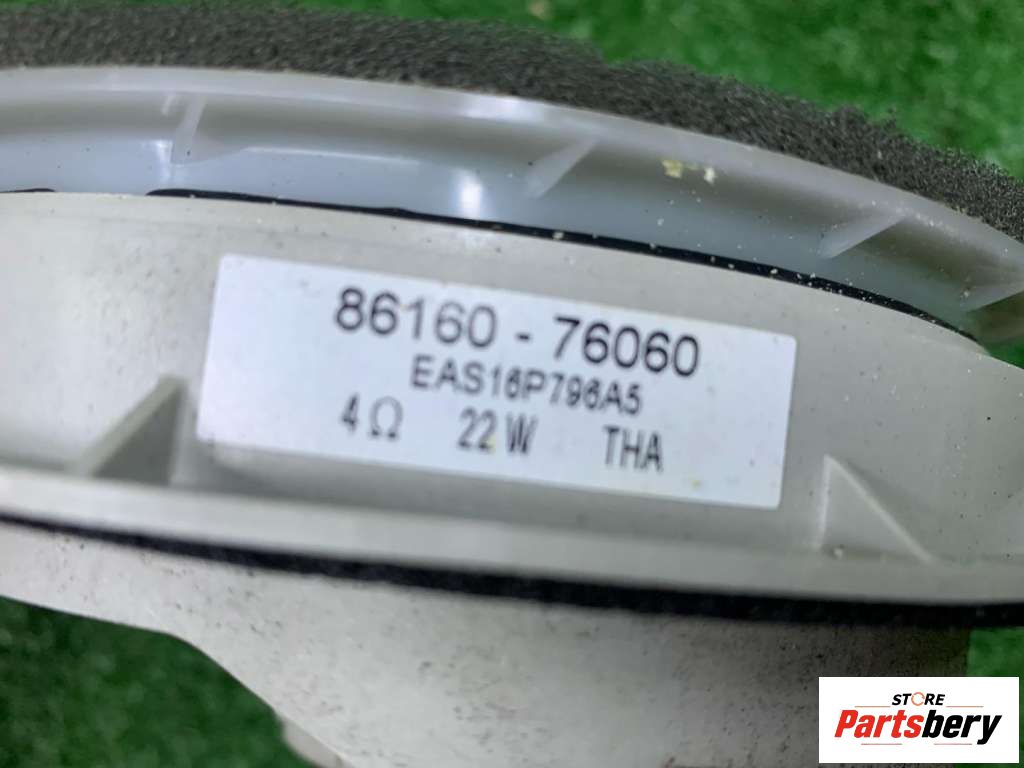 86160 - 76060
EAS16P796A5
4Ω 22W THA
STORE
Partsbery